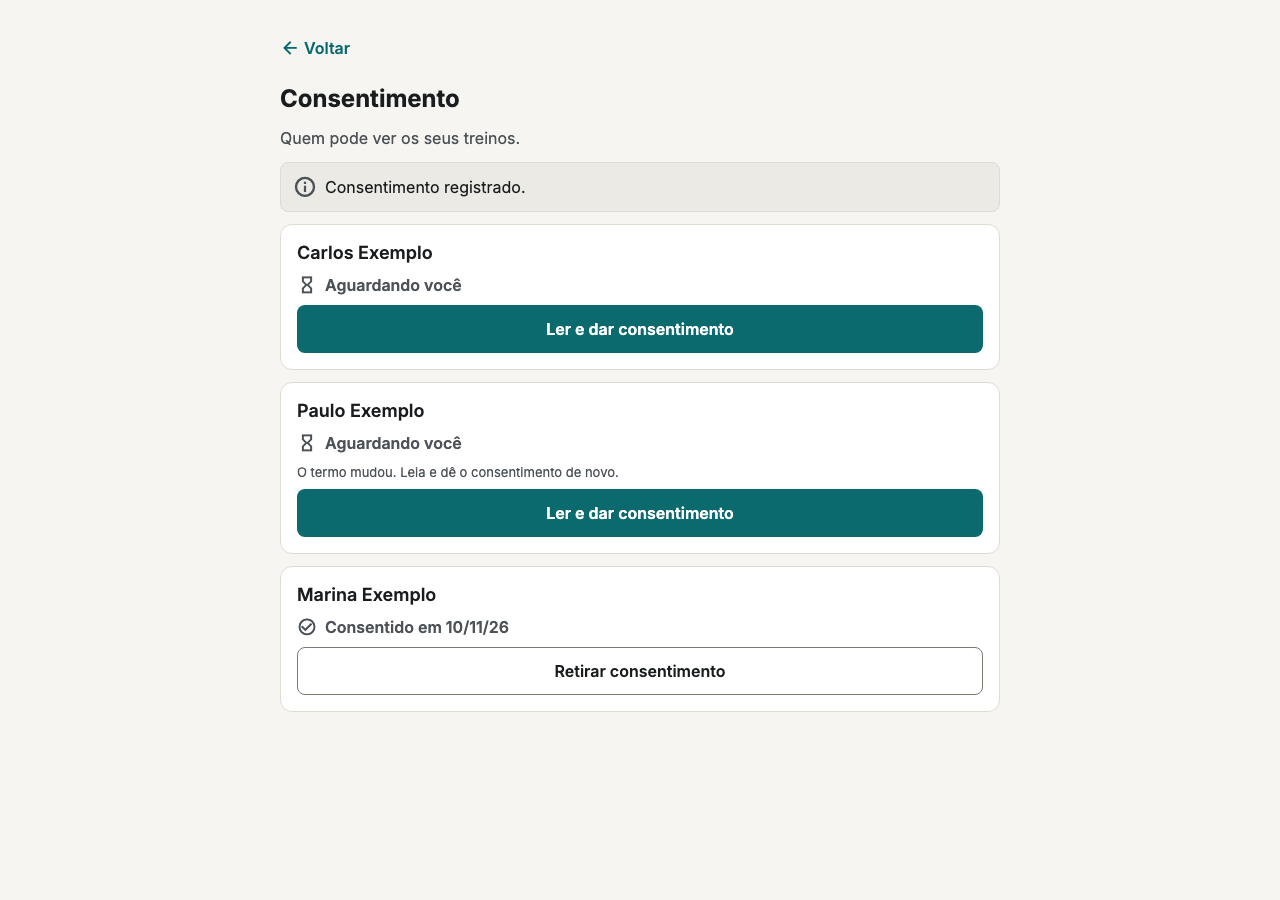 Voltar
Consentimento
Quem pode ver os seus treinos.
Consentimento registrado.
Carlos Exemplo
Aguardando você
Ler e dar consentimento
Paulo Exemplo
Aguardando você
O termo mudou. Leia e dê o consentimento de novo.
Ler e dar consentimento
Marina Exemplo
Consentido em 10/11/26
Retirar consentimento